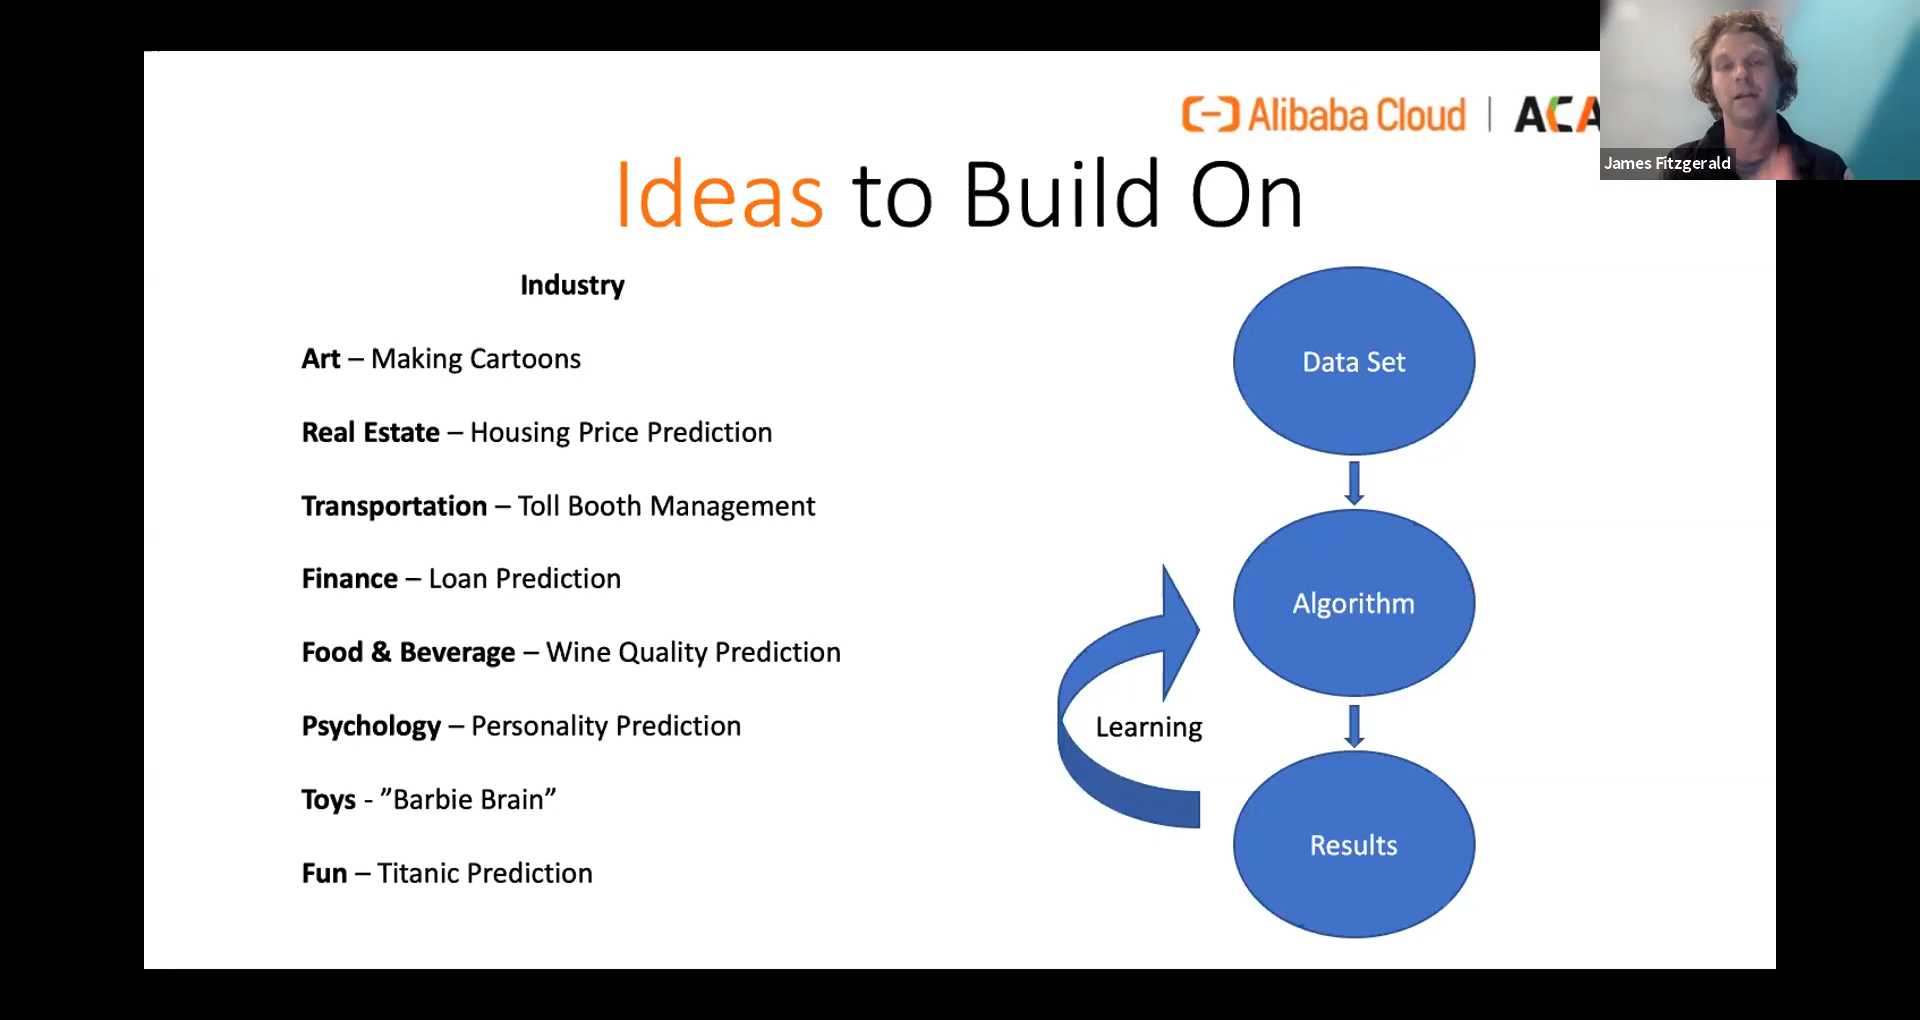 Alibaba Cloud | ACA
James Fitzgerald
Ideas to Build On
Industry
Art – Making Cartoons
Real Estate – Housing Price Prediction
Transportation – Toll Booth Management
Finance – Loan Prediction
Food & Beverage – Wine Quality Prediction
Psychology – Personality Prediction
Toys - ”Barbie Brain”
Fun – Titanic Prediction
Data Set
Algorithm
Learning
Results